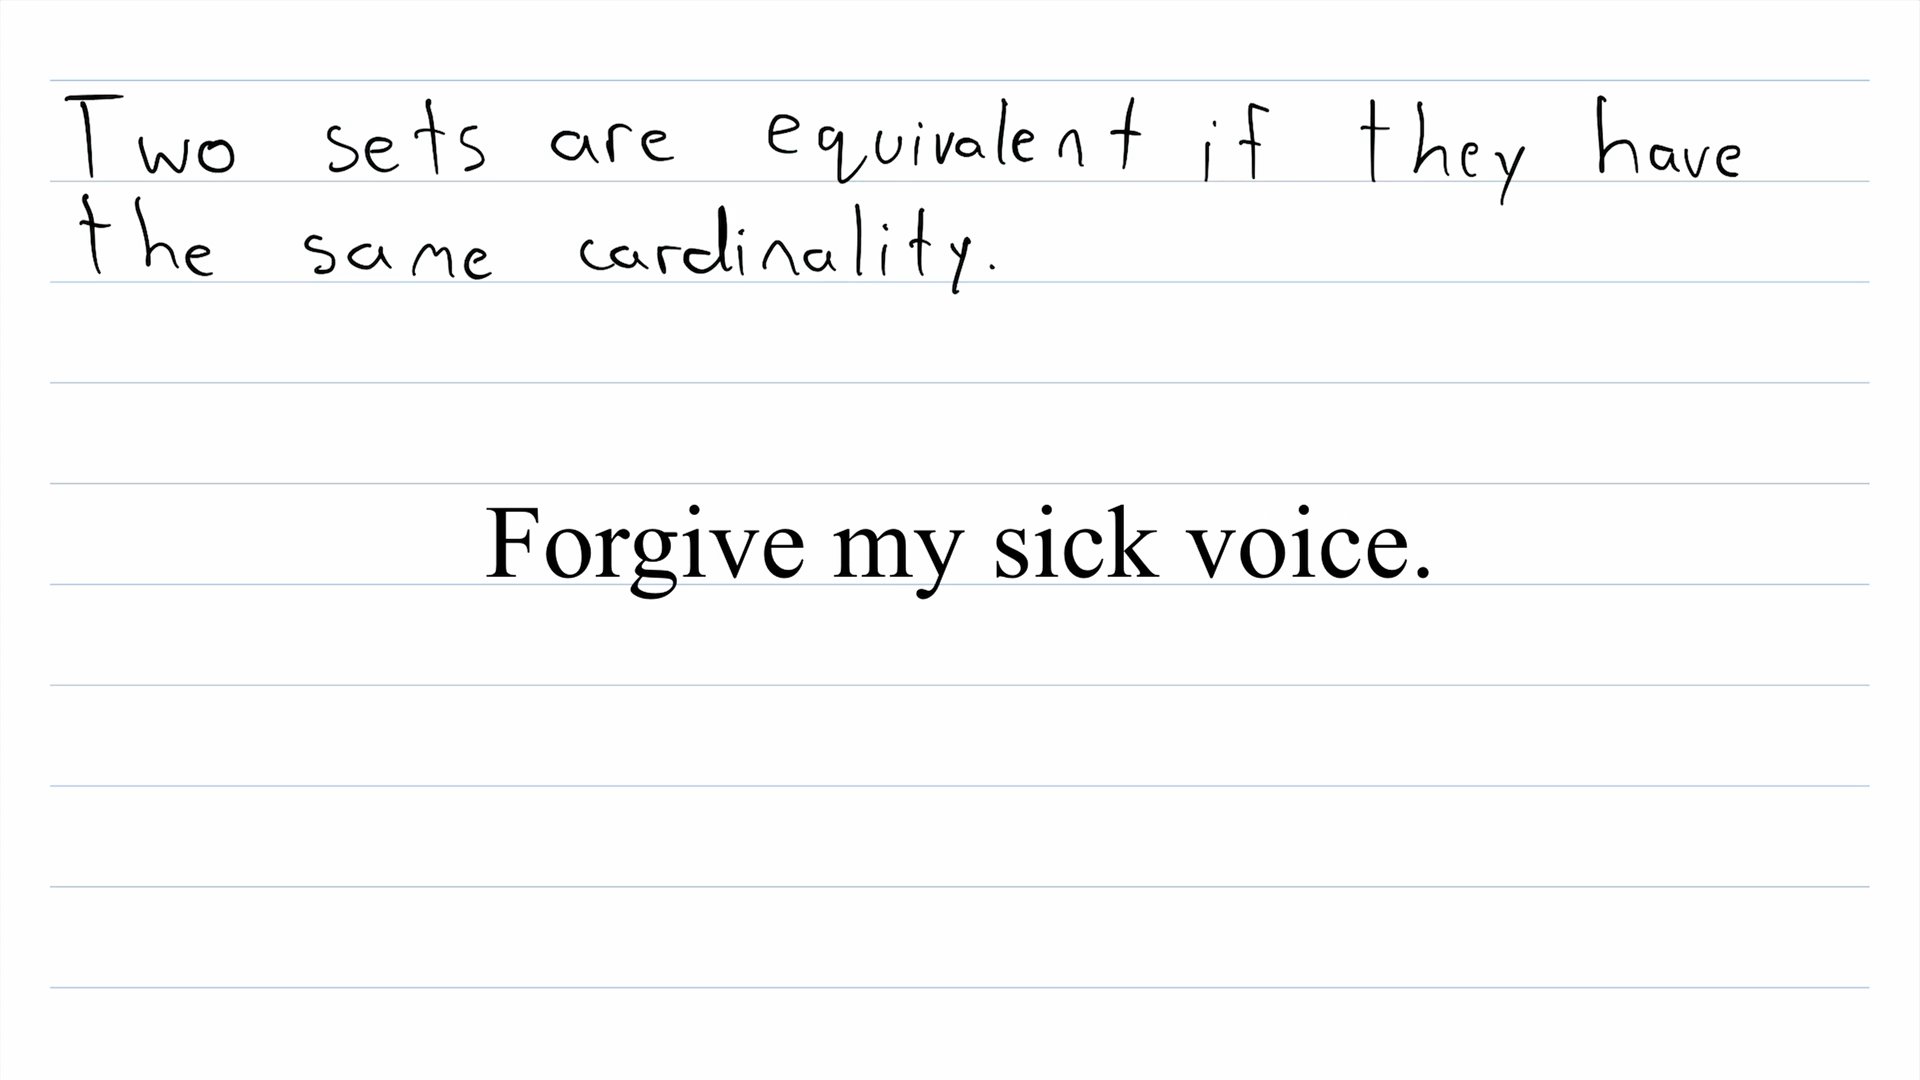 Two sets are equivalent if they have
the same cardinality.
Forgive my sick voice.